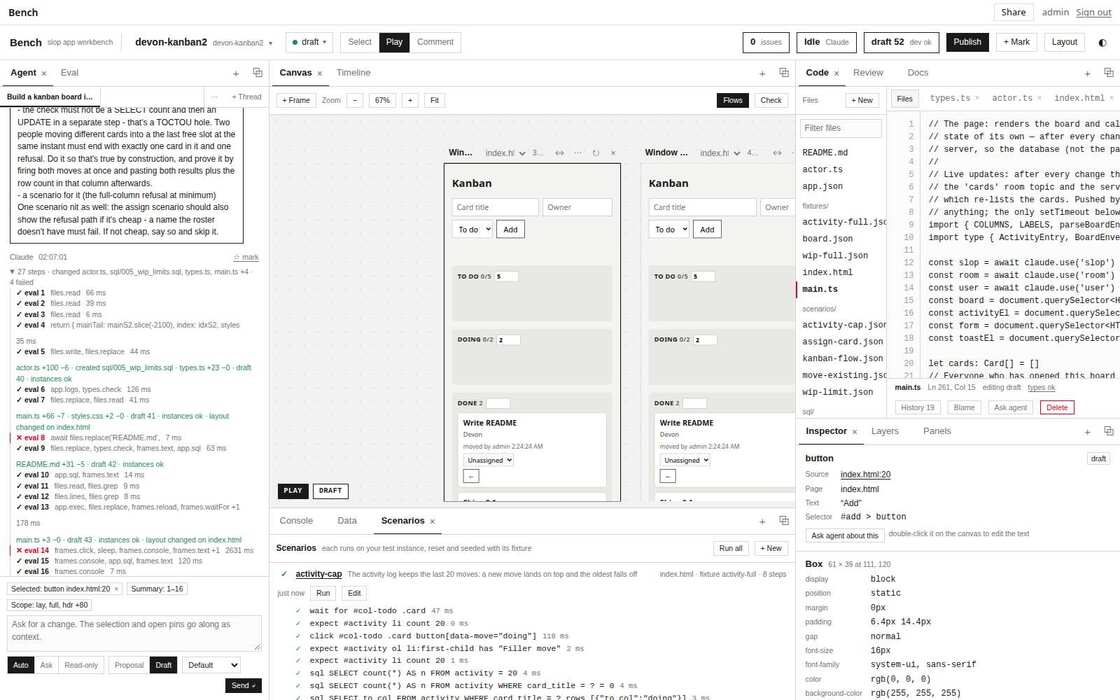 Bench
Share admin Sign out
Bench slop app workbench devon-kanban2 devon-kanban2 ▾ draft ▾ Select Play Comment
0 issues Idle Claude draft 52 dev ok Publish + Mark Layout
Agent × Eval
Build a kanban board i… ··· + Thread
- the check must not be a SELECT count and then an
UPDATE in a separate step - that's a TOCTOU hole. Two
people moving different cards into a the last free slot at the
same instant must end with exactly one card in it and one
refusal. Do it so that's true by construction, and prove it by
firing both moves at once and pasting both results plus the
row count in that column afterwards.
- a scenario for it (the full-column refusal at minimum)
One scenario nit as well: the assign scenario should also
show the refusal path if it's cheap - a name the roster
doesn't have must fail. If not cheap, say so and skip it.
Claude 02:07:01 ☆ mark
▾ 27 steps · changed actor.ts, sql/005_wip_limits.sql, types.ts, main.ts +4 ·
4 failed
✓ eval 1 files.read 66 ms
✓ eval 2 files.read 39 ms
✓ eval 3 files.read 6 ms
✓ eval 4 return { mainTail: mainS2.slice(-2100), index: idxS2, styles
35 ms
✓ eval 5 files.write, files.replace 44 ms
actor.ts +100 −6 · created sql/005_wip_limits.sql · types.ts +23 −0 · draft
40 · instances ok
✓ eval 6 app.logs, types.check 126 ms
✓ eval 7 files.replace, files.read 41 ms
main.ts +66 −7 · styles.css +2 −0 · draft 41 · instances ok · layout
changed on index.html
✕ eval 8 await files.replace('README.md', 7 ms
✓ eval 9 files.replace, types.check, frames.text, app.sql 63 ms
README.md +31 −5 · draft 42 · instances ok
✓ eval 10 app.sql, frames.text 14 ms
✓ eval 11 files.read, files.grep 9 ms
✓ eval 12 files.lines, files.grep 8 ms
✓ eval 13 app.exec, files.replace, frames.reload, frames.waitFor +1
178 ms
main.ts +3 −0 · draft 43 · instances ok · layout changed on index.html
✕ eval 14 frames.click, sleep, frames.console, frames.text +1 2631 ms
✓ eval 15 frames.console, app.sql, frames.text 120 ms
✓ eval 16 frames.console 7 ms
Selected: button index.html:20 × Summary: 1–16
Scope: lay, full, hdr +80
Ask for a change. The selection and open pins go along as
context.
Auto Ask Read-only Proposal Draft Default
Send
Canvas × Timeline
+ Frame Zoom − 67% + Fit Flows Check
Win… index.h 3… ↔ ··· ↻ ×
Kanban
Card title Owner
To do Add
TO DO 0/5 5
DOING 0/2 2
DONE 2
Write README
Devon
moved by admin 2:24:24 AM
Unassigned
←
Window … index.h 4… ↔ ···
Kanban
Card title Owner
To do Add
TO DO 0/5 5
DOING 0/2 2
DONE 2
Write README
Devon
moved by admin 2:24:24 AM
Unassigned
←
PLAY DRAFT
Console Data Scenarios ×
Scenarios each runs on your test instance, reset and seeded with its fixture Run all + New
✓ activity-cap The activity log keeps the last 20 moves: a new move lands on top and the oldest falls off index.html · fixture activity-full · 8 steps
just now Run Edit
✓ wait for #col-todo .card 47 ms
✓ expect #activity li count 20 0 ms
✓ click #col-todo .card button[data-move="doing"] 118 ms
✓ expect #activity ol li:first-child has "Filler move" 2 ms
✓ expect #activity li count 20 1 ms
✓ sql SELECT count(*) AS n FROM activity = 20 4 ms
✓ sql SELECT count(*) AS n FROM activity WHERE card_title = ? = 0 4 ms
✓ sql SELECT to_col FROM activity WHERE card_title = ? rows [{"to_col":"doing"}] 3 ms
Code × Review Docs
Files + New
Filter files
README.md
actor.ts
app.json
fixtures/
activity-full.jso
board.json
wip-full.json
index.html
main.ts
scenarios/
activity-cap.json
assign-card.json
kanban-flow.json
move-existing.jso
wip-limit.json
sql/
Files types.ts × actor.ts × index.html ×
1 // The page: renders the board and cal
2 // state of its own — after every chan
3 // server, so the database (not the pa
4 //
5 // Live updates: after every change th
6 // the 'cards' room topic and the serv
7 // which re-lists the cards. Pushed by
8 // anything; the only setTimeout below
9 import { COLUMNS, LABELS, parseBoardEn
10 import type { ActivityEntry, BoardEnve
11
12 const slop = await claude.use('slop')
13 const room = await claude.use('room')
14 const user = await claude.use('user')
15 const board = document.querySelector<H
16 const activityEl = document.querySelec
17 const form = document.querySelector<HT
18 const toastEl = document.querySelector
19
20 let cards: Card[] = []
21 // Everyone who has opened this board
main.ts Ln 261, Col 15 editing draft types ok
History 19 Blame Ask agent Delete
Inspector × Layers Panels
button draft
Source index.html:20
Page index.html
Text “Add”
Selector #add > button
Ask agent about this double-click it on the canvas to edit the text
Box 61 × 39 at 111, 120
display block
position static
margin 0px
padding 6.4px 14.4px
gap normal
font-size 16px
font-family system-ui, sans-serif
color rgb(0, 0, 0)
background-color rgb(255, 255, 255)